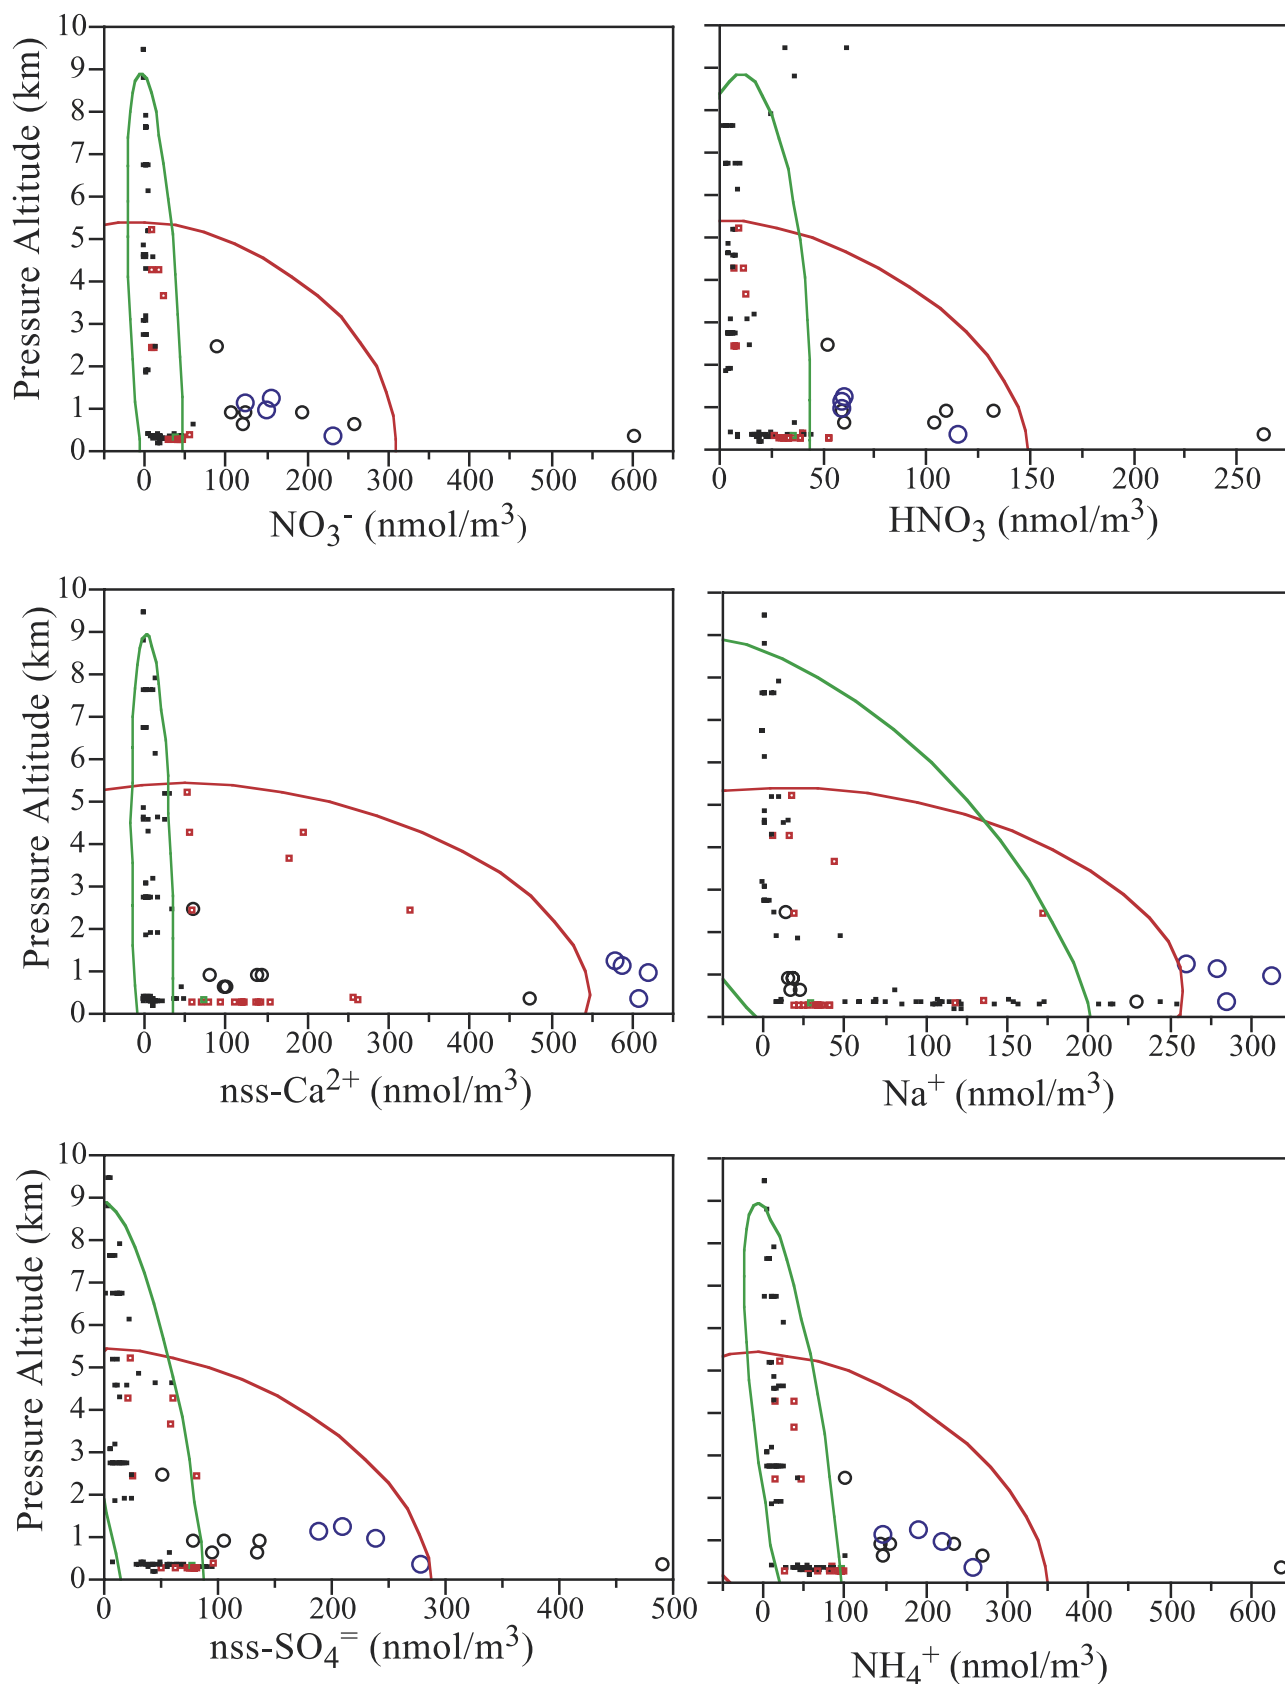 10
9
8
7
6
5
4
3
2
1
0
Pressure Altitude (km)
0 100 200 300 400 500 600
NO₃⁻ (nmol/m³)
0 50 100 150 200 250
HNO₃ (nmol/m³)
10
9
8
7
6
5
4
3
2
1
0
Pressure Altitude (km)
0 100 200 300 400 500 600
nss-Ca²⁺ (nmol/m³)
0 50 100 150 200 250 300
Na⁺ (nmol/m³)
10
9
8
7
6
5
4
3
2
1
0
Pressure Altitude (km)
0 100 200 300 400 500
nss-SO₄⁼ (nmol/m³)
0 100 200 300 400 500 600
NH₄⁺ (nmol/m³)